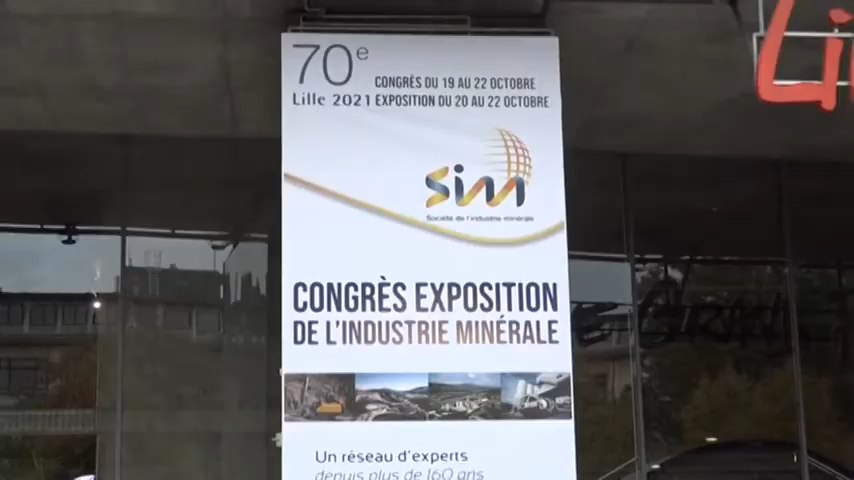 70e
CONGRÈS DU 19 AU 22 OCTOBRE
Lille 2021 EXPOSITION DU 20 AU 22 OCTOBRE
sim
Société de l'industrie minérale
CONGRÈS EXPOSITION
DE L'INDUSTRIE MINÉRALE
Un réseau d'experts
depuis plus de 160 ans